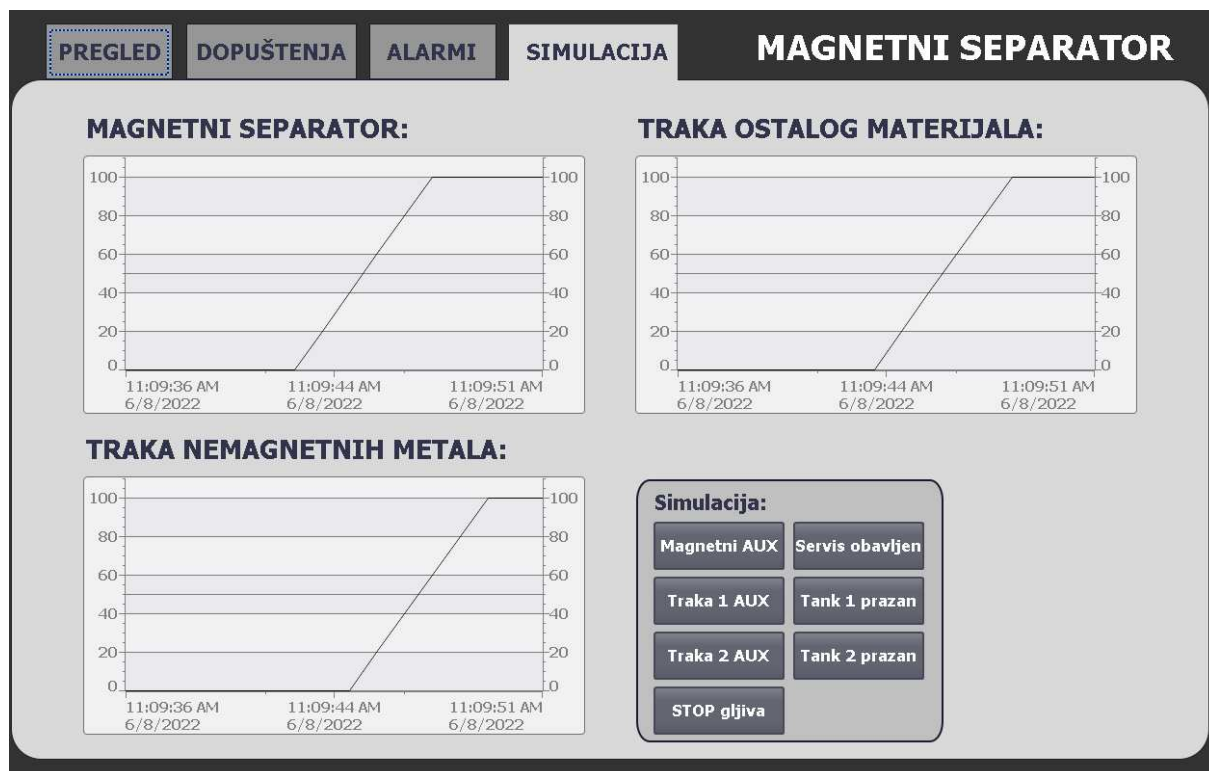 PREGLED DOPUŠTENJA ALARMI SIMULACIJA MAGNETNI SEPARATOR
MAGNETNI SEPARATOR:
100 100
80 80
60 60
40 40
20 20
0 0
11:09:36 AM 11:09:44 AM 11:09:51 AM
6/8/2022 6/8/2022 6/8/2022
TRAKA OSTALOG MATERIJALA:
100 100
80 80
60 60
40 40
20 20
0 0
11:09:36 AM 11:09:44 AM 11:09:51 AM
6/8/2022 6/8/2022 6/8/2022
TRAKA NEMAGNETNIH METALA:
100 100
80 80
60 60
40 40
20 20
0 0
11:09:36 AM 11:09:44 AM 11:09:51 AM
6/8/2022 6/8/2022 6/8/2022
Simulacija:
Magnetni AUX Servis obavljen
Traka 1 AUX Tank 1 prazan
Traka 2 AUX Tank 2 prazan
STOP gljiva